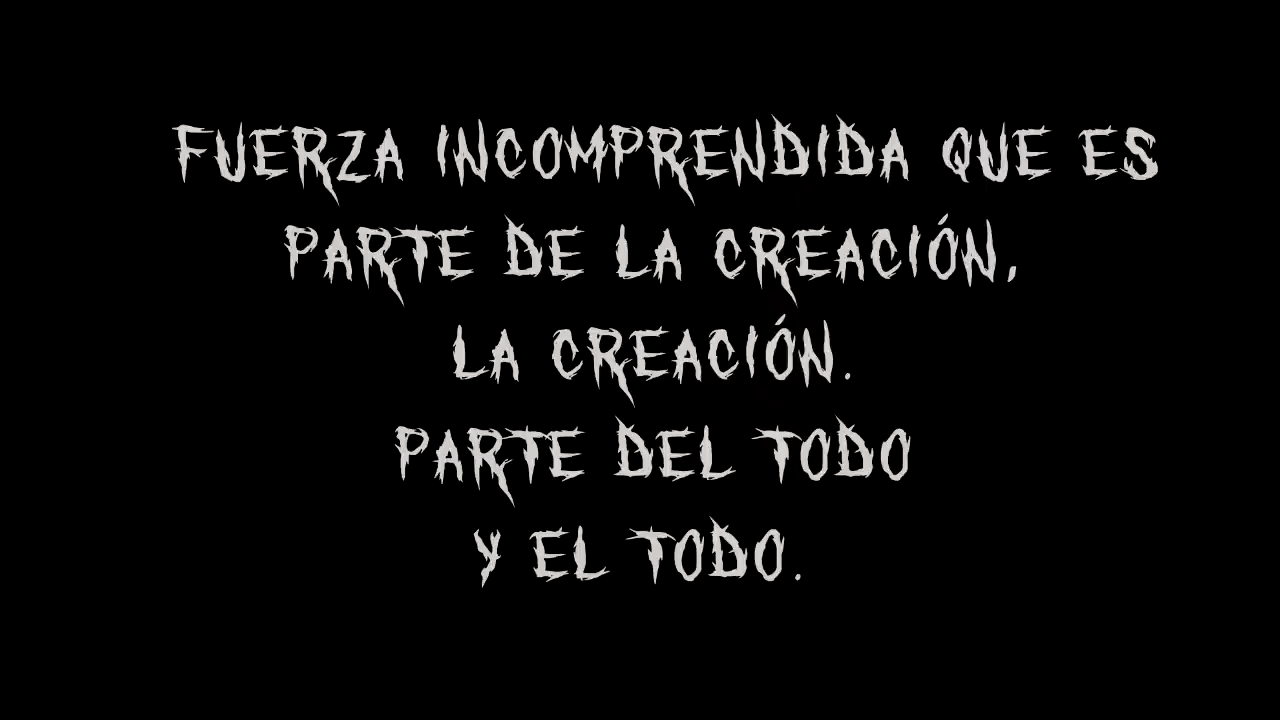 FUERZA INCOMPRENDIDA QUE ES
PARTE DE LA CREACIÓN,
LA CREACIÓN.
PARTE DEL TODO
Y EL TODO.